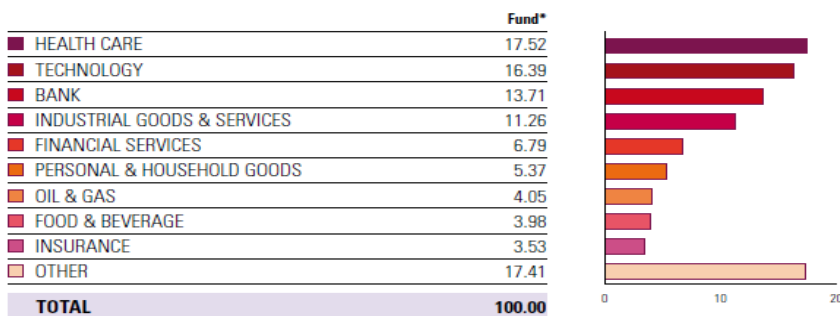 Fund*
HEALTH CARE 17.52
TECHNOLOGY 16.39
BANK 13.71
INDUSTRIAL GOODS & SERVICES 11.26
FINANCIAL SERVICES 6.79
PERSONAL & HOUSEHOLD GOODS 5.37
OIL & GAS 4.05
FOOD & BEVERAGE 3.98
INSURANCE 3.53
OTHER 17.41
TOTAL 100.00
0 10 20